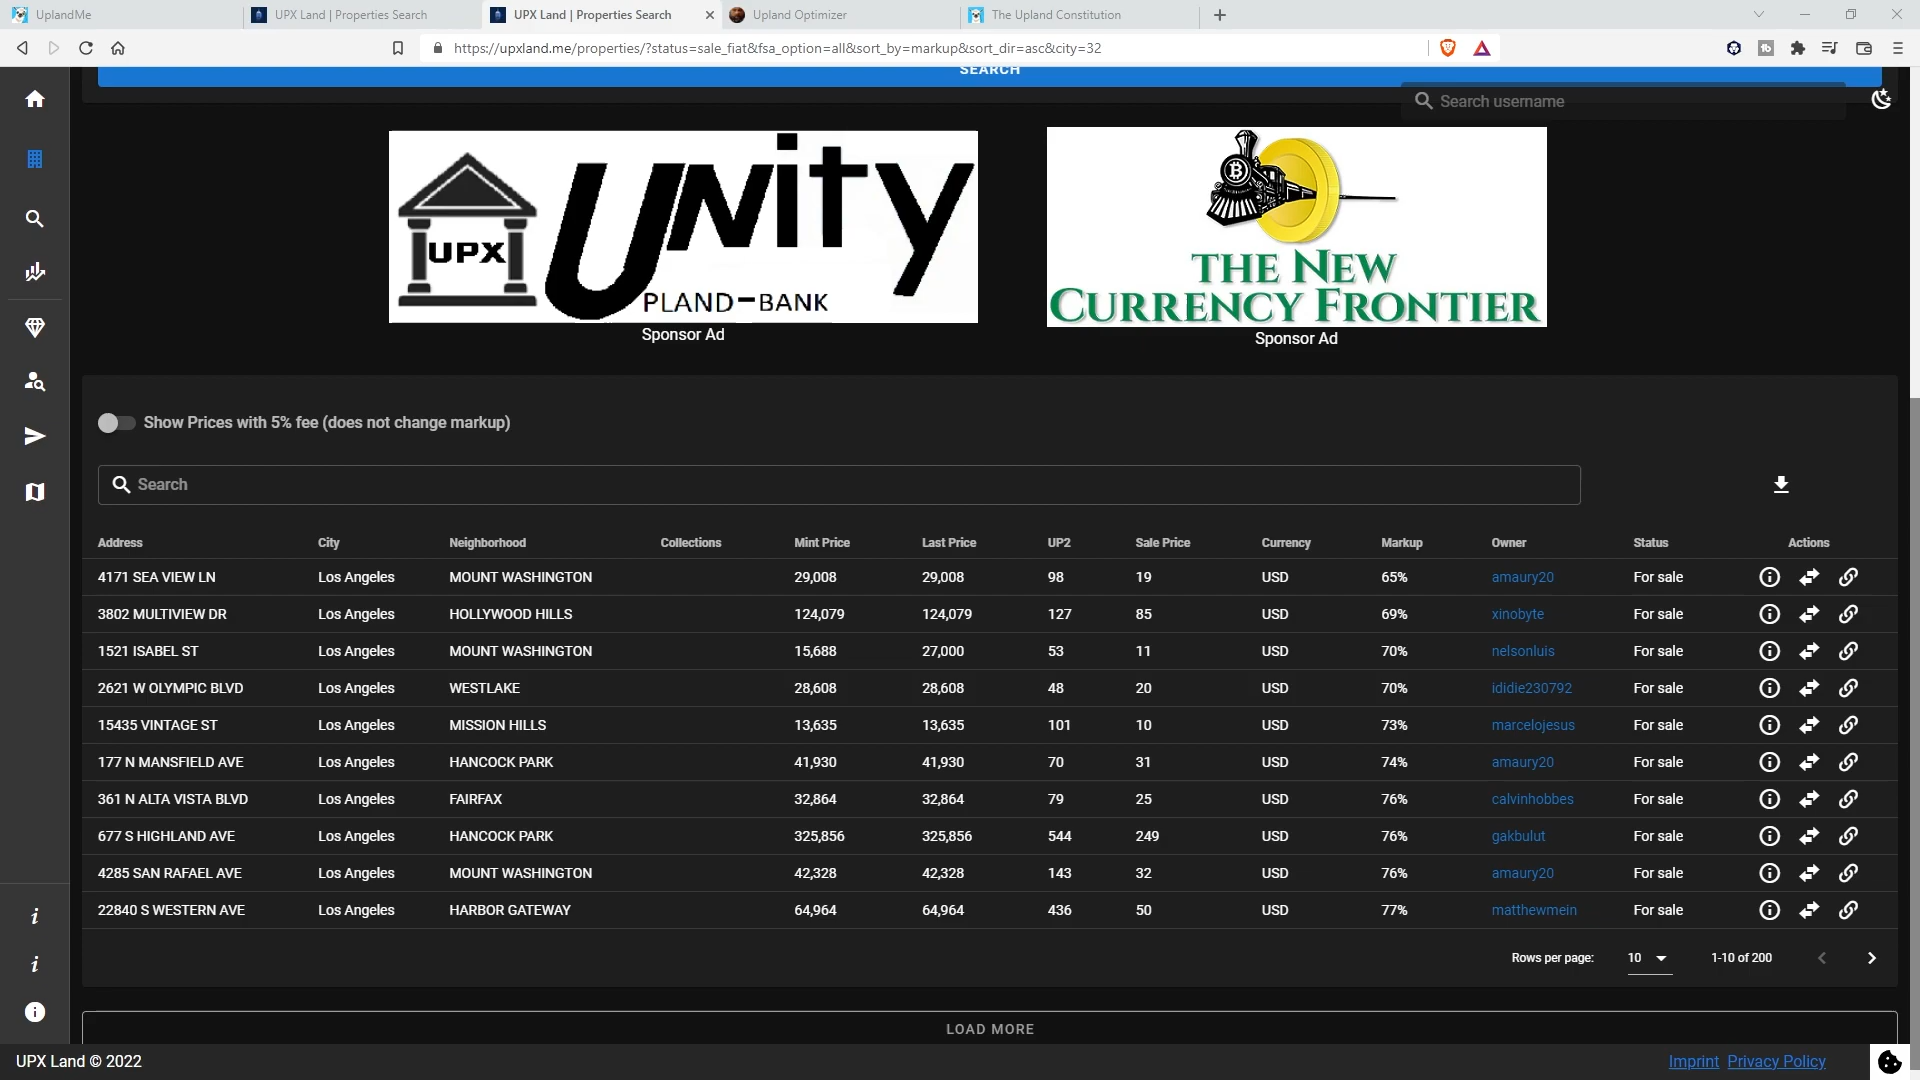 UplandMe
UPX Land | Properties Search
UPX Land | Properties Search
Upland Optimizer
The Upland Constitution
https://upxland.me/properties/?status=sale_fiat&fsa_option=all&sort_by=markup&sort_dir=asc&city=32
SEARCH
Search username
UPX
Unity
PLAND-BANK
Sponsor Ad
THE NEW
CURRENCY FRONTIER
Sponsor Ad
Show Prices with 5% fee (does not change markup)
Search
Address City Neighborhood Collections Mint Price Last Price UP2 Sale Price Currency Markup Owner Status Actions
4171 SEA VIEW LN Los Angeles MOUNT WASHINGTON 29,008 29,008 98 19 USD 65% amaury20 For sale
3802 MULTIVIEW DR Los Angeles HOLLYWOOD HILLS 124,079 124,079 127 85 USD 69% xinobyte For sale
1521 ISABEL ST Los Angeles MOUNT WASHINGTON 15,688 27,000 53 11 USD 70% nelsonluis For sale
2621 W OLYMPIC BLVD Los Angeles WESTLAKE 28,608 28,608 48 20 USD 70% ididie230792 For sale
15435 VINTAGE ST Los Angeles MISSION HILLS 13,635 13,635 101 10 USD 73% marcelojesus For sale
177 N MANSFIELD AVE Los Angeles HANCOCK PARK 41,930 41,930 70 31 USD 74% amaury20 For sale
361 N ALTA VISTA BLVD Los Angeles FAIRFAX 32,864 32,864 79 25 USD 76% calvinhobbes For sale
677 S HIGHLAND AVE Los Angeles HANCOCK PARK 325,856 325,856 544 249 USD 76% gakbulut For sale
4285 SAN RAFAEL AVE Los Angeles MOUNT WASHINGTON 42,328 42,328 143 32 USD 76% amaury20 For sale
22840 S WESTERN AVE Los Angeles HARBOR GATEWAY 64,964 64,964 436 50 USD 77% matthewmein For sale
Rows per page: 10 1-10 of 200
LOAD MORE
UPX Land © 2022
Imprint Privacy Policy